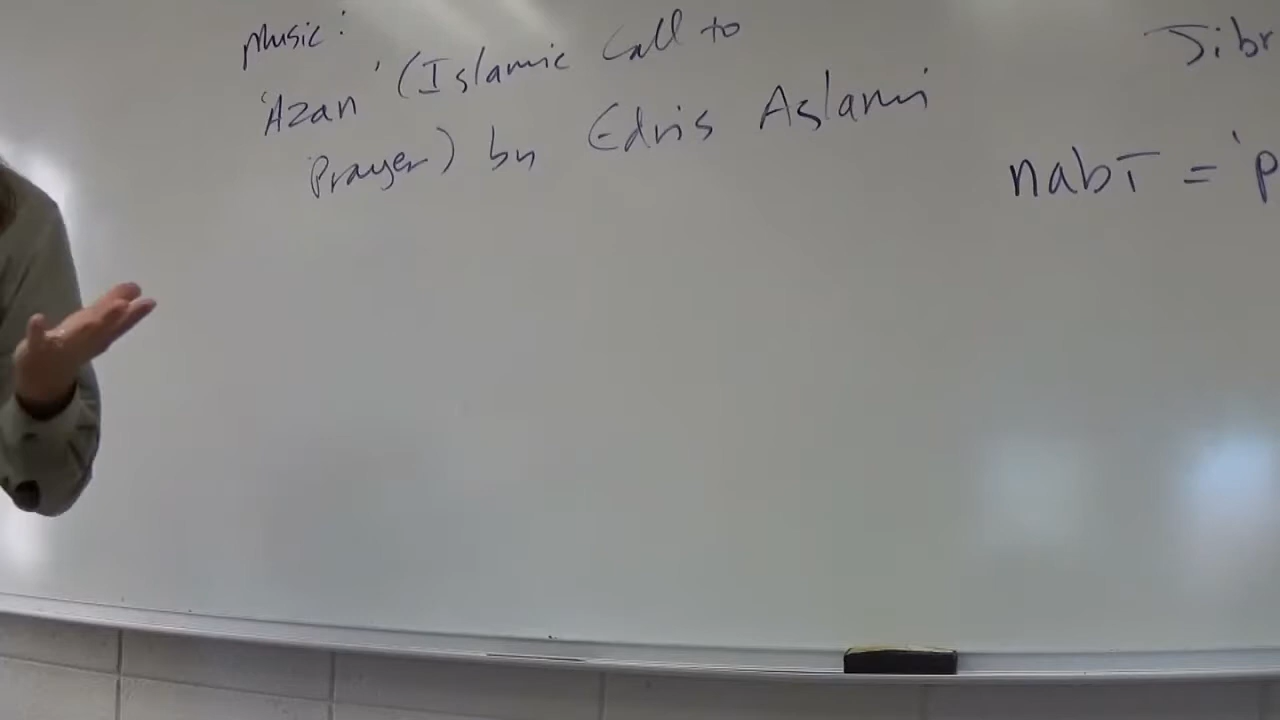 Music:
'Azan' (Islamic Call to
Prayer) by Edris Aslami
Jibr
nabī = 'p